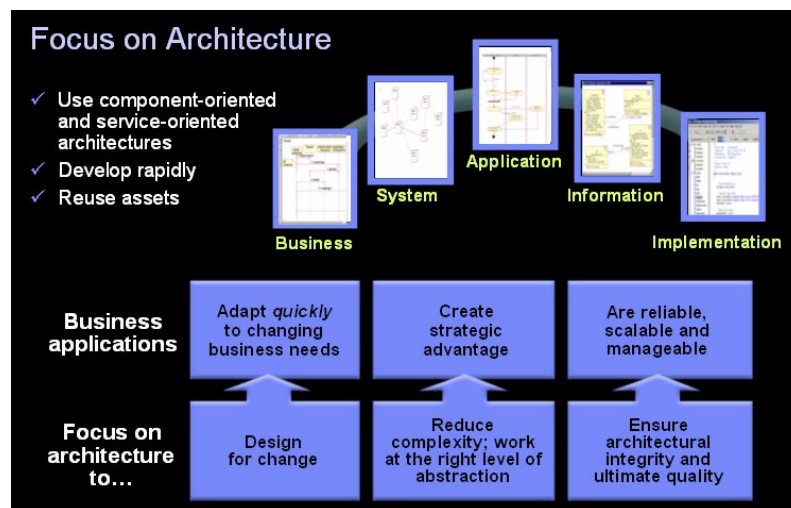 Focus on Architecture
✓ Use component-oriented
and service-oriented
architectures
✓ Develop rapidly
✓ Reuse assets
Business
System
Application
Information
Implementation
Business
applications
Adapt quickly
to changing
business needs
Create
strategic
advantage
Are reliable,
scalable and
manageable
Focus on
architecture
to...
Design
for change
Reduce
complexity; work
at the right level of
abstraction
Ensure
architectural
integrity and
ultimate quality